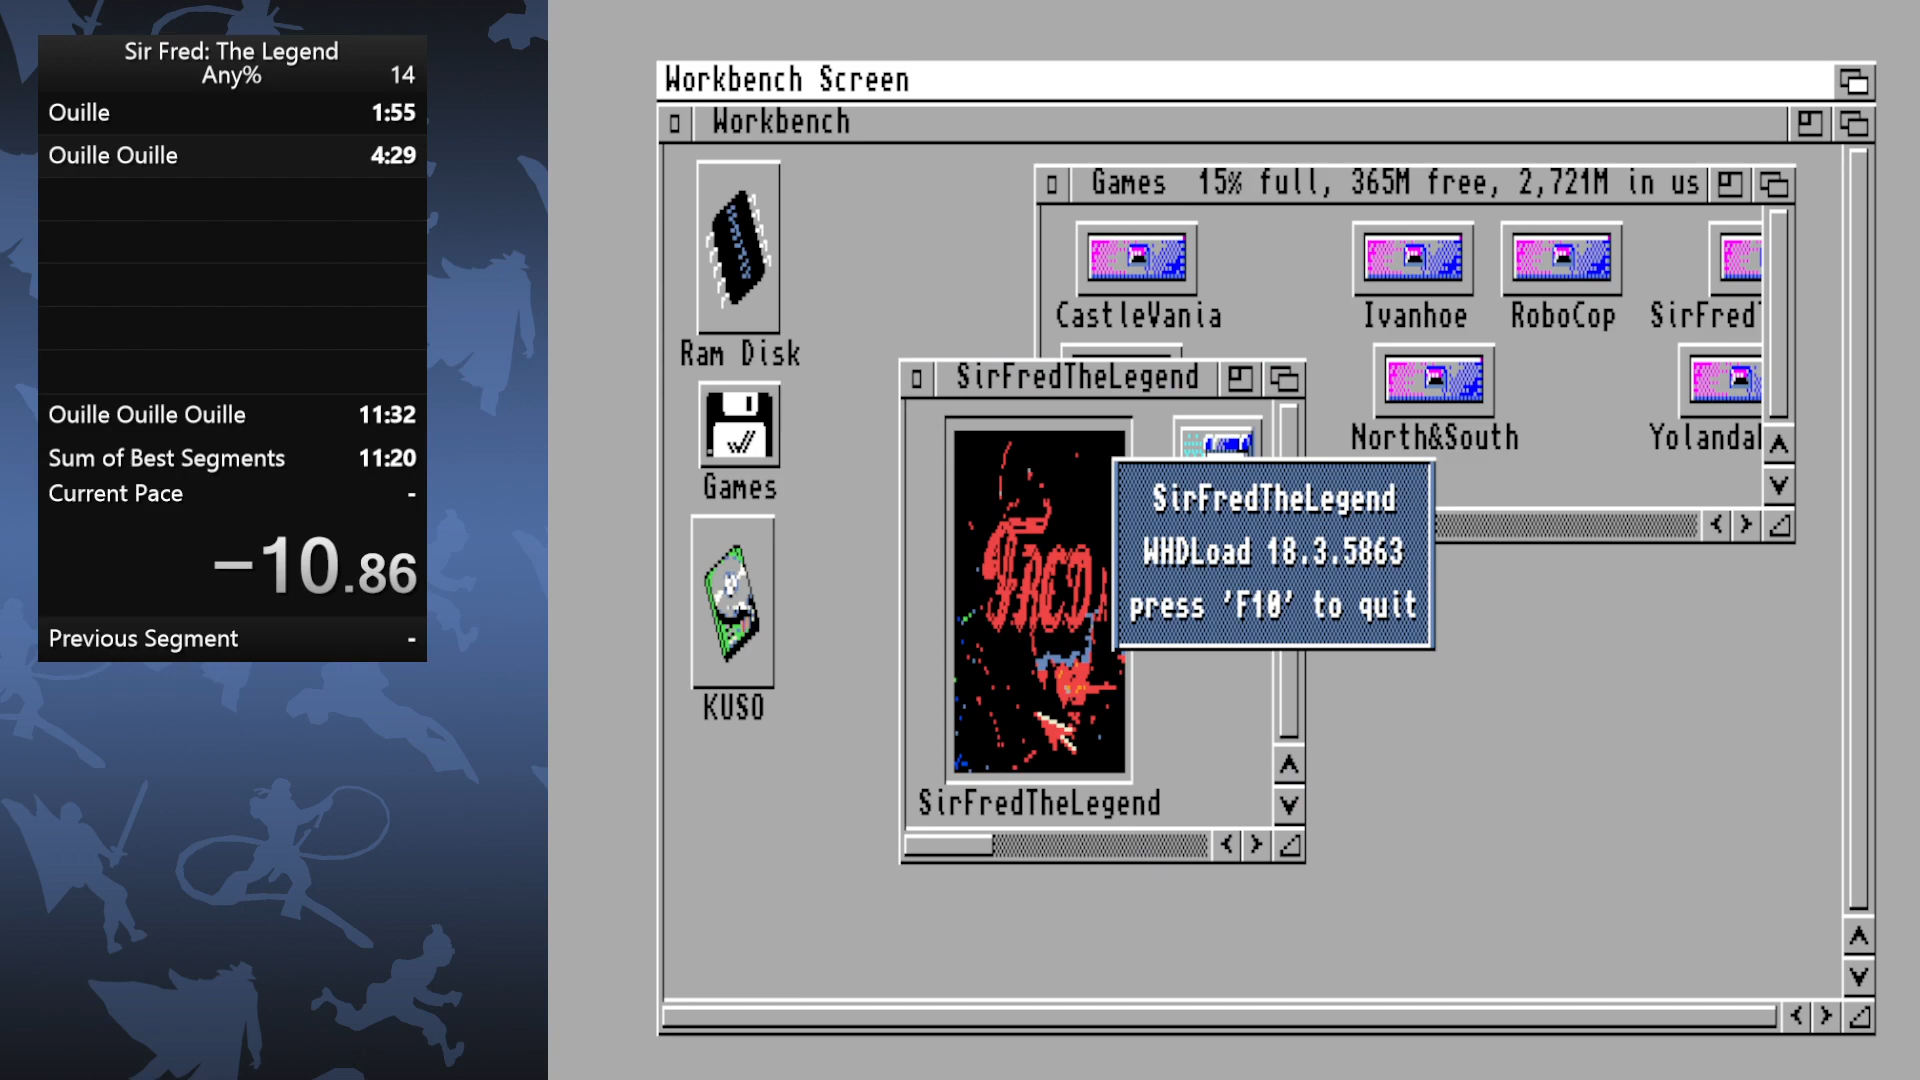 Sir Fred: The Legend
Any% 14
Ouille 1:55
Ouille Ouille 4:29
Ouille Ouille Ouille 11:32
Sum of Best Segments 11:20
Current Pace -
−10.86
Previous Segment -
Workbench Screen
Workbench
Ram Disk
Games
KUSO
Games 15% full, 365M free, 2,721M in us
CastleVania
Ivanhoe
RoboCop
SirFredT
North&South
Yolanda
SirFredTheLegend
SirFredTheLegend
SirFredTheLegend
WHDLoad 18.3.5863
press 'F10' to quit